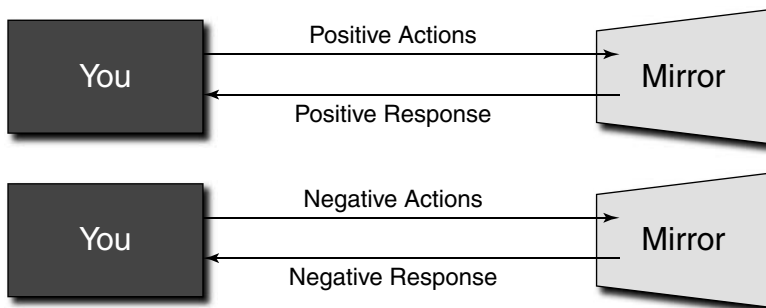 Positive Actions
You
Mirror
Positive Response
Negative Actions
You
Mirror
Negative Response